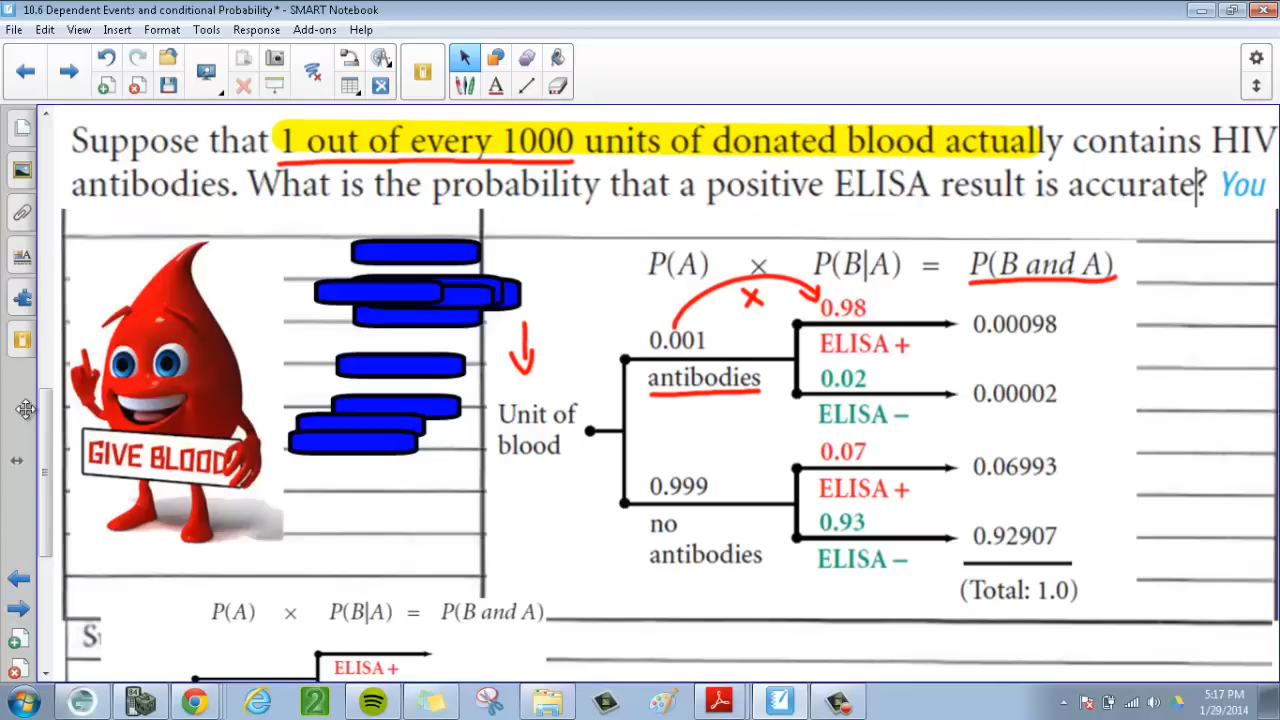 10.6 Dependent Events and conditional Probability * - SMART Notebook
File Edit View Insert Format Tools Response Add-ons Help
Suppose that 1 out of every 1000 units of donated blood actually contains HIV
antibodies. What is the probability that a positive ELISA result is accurate? You
P(A) × P(B|A) = P(B and A)
×
0.98
0.001
ELISA +
0.00098
antibodies
0.02
ELISA −
0.00002
Unit of
blood
GIVE BLOOD
0.07
0.999
ELISA +
0.06993
no
antibodies
0.93
ELISA −
0.92907
(Total: 1.0)
P(A) × P(B|A) = P(B and A)
ELISA +
5:17 PM
1/29/2014